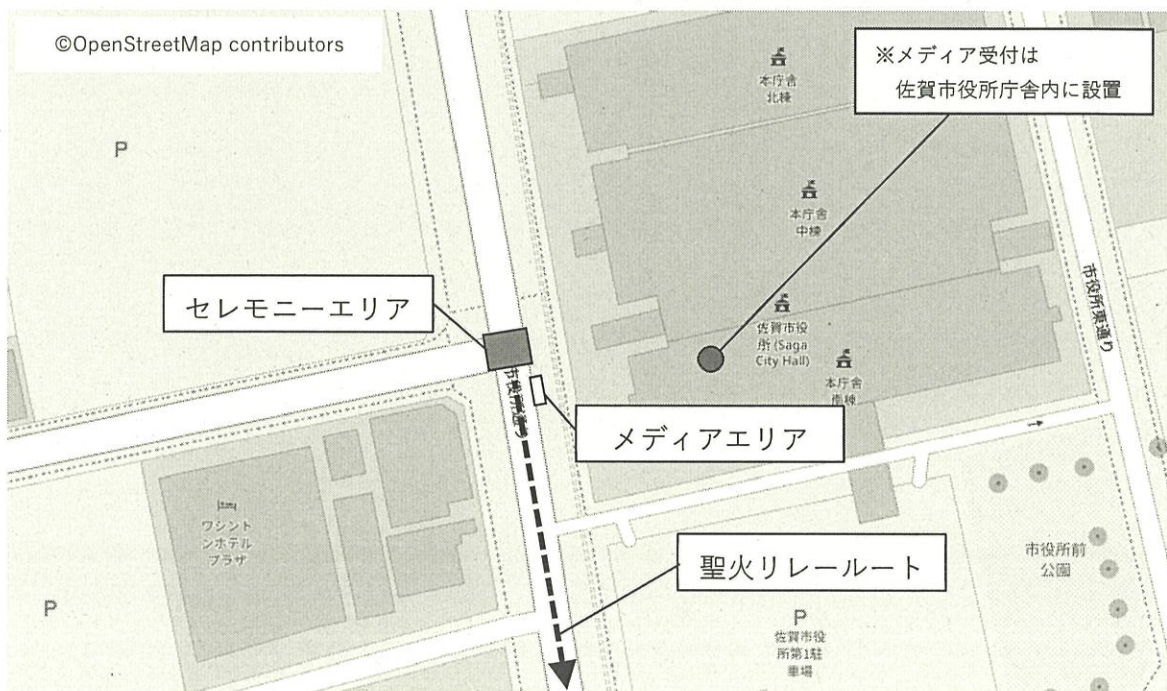 ©OpenStreetMap contributors
※メディア受付は
佐賀市役所庁舎内に設置
本庁舎
北棟
P
本庁舎
中棟
セレモニーエリア
市役所東通り
佐賀市役
所 (Saga
City Hall)
本庁舎
南棟
市役所通り
メディアエリア
ワシント
ンホテル
プラザ
聖火リレールート
市役所前
公園
P
P
佐賀市役
所第1駐
車場